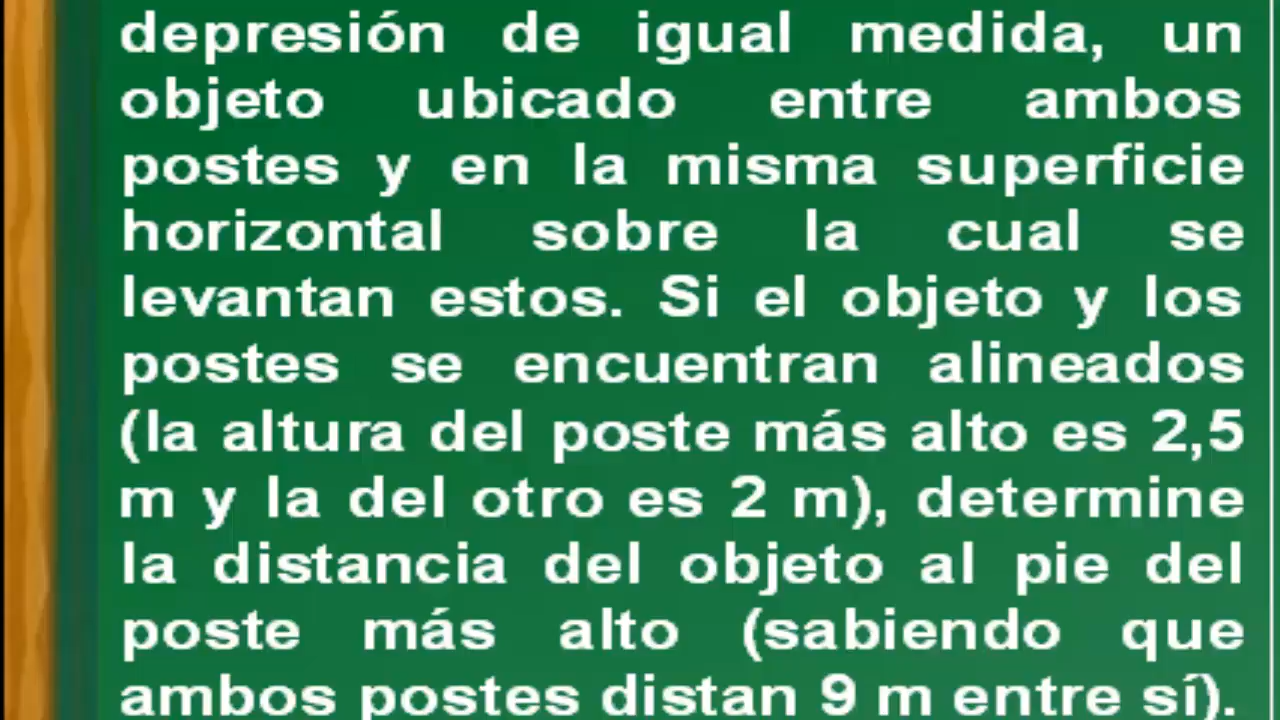 depresión de igual medida, un
objeto ubicado entre ambos
postes y en la misma superficie
horizontal sobre la cual se
levantan estos. Si el objeto y los
postes se encuentran alineados
(la altura del poste más alto es 2,5
m y la del otro es 2 m), determine
la distancia del objeto al pie del
poste más alto (sabiendo que
ambos postes distan 9 m entre sí).